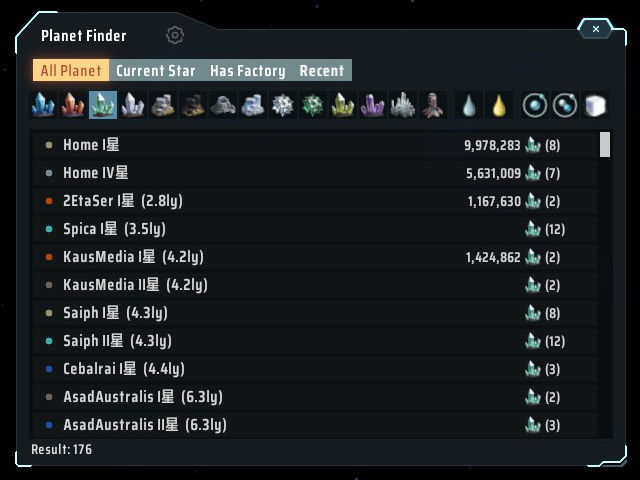 Planet Finder
All Planet Current Star Has Factory Recent
Home I星 9,978,283 (8)
Home IV星 5,631,009 (7)
2EtaSer I星 (2.8ly) 1,167,630 (2)
Spica I星 (3.5ly) (12)
KausMedia I星 (4.2ly) 1,424,862 (2)
KausMedia II星 (4.2ly) (2)
Saiph I星 (4.3ly) (8)
Saiph II星 (4.3ly) (12)
Cebalrai I星 (4.4ly) (3)
AsadAustralis I星 (6.3ly) (2)
AsadAustralis II星 (6.3ly) (3)
Result: 176